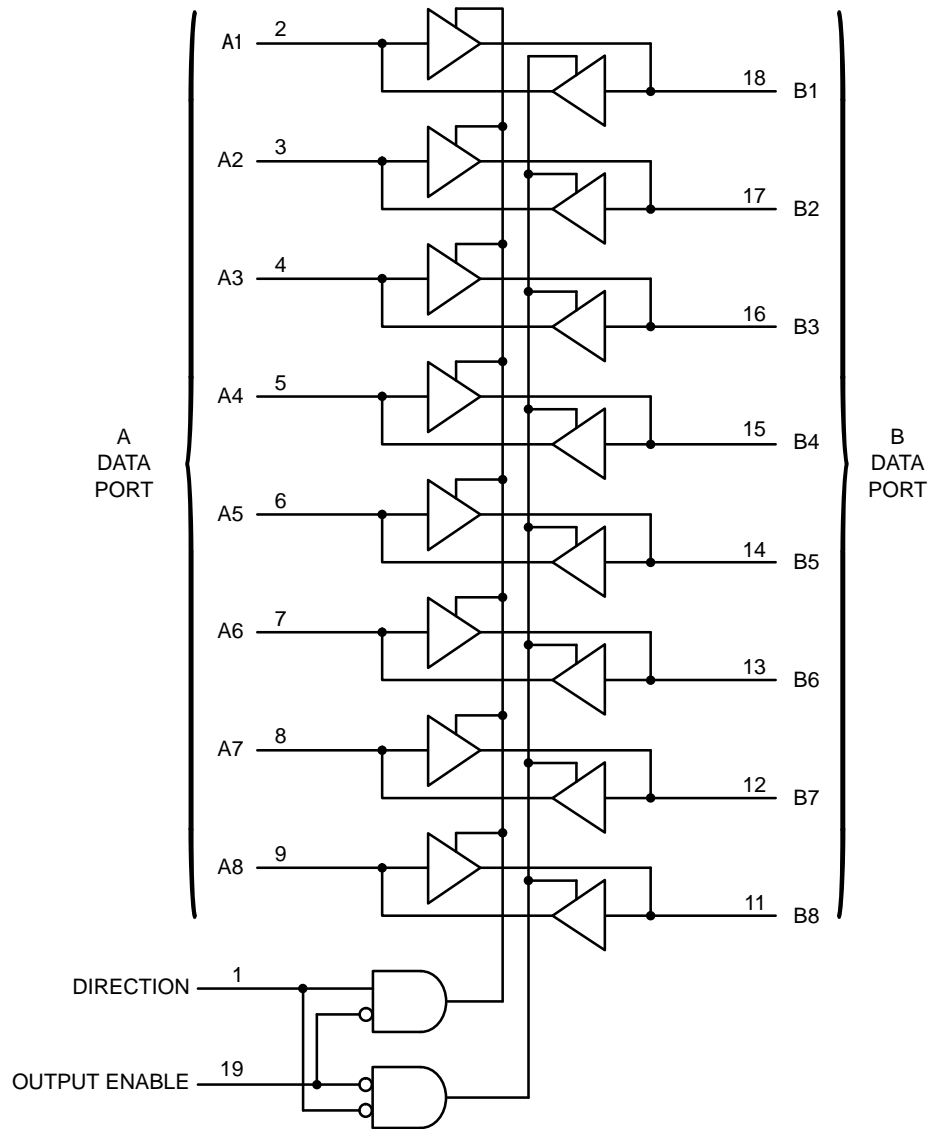 A1 2
18 B1
A2 3
17 B2
A3 4
16 B3
A4 5
15 B4
A
DATA
PORT
B
DATA
PORT
A5 6
14 B5
A6 7
13 B6
A7 8
12 B7
A8 9
11 B8
DIRECTION 1
OUTPUT ENABLE 19